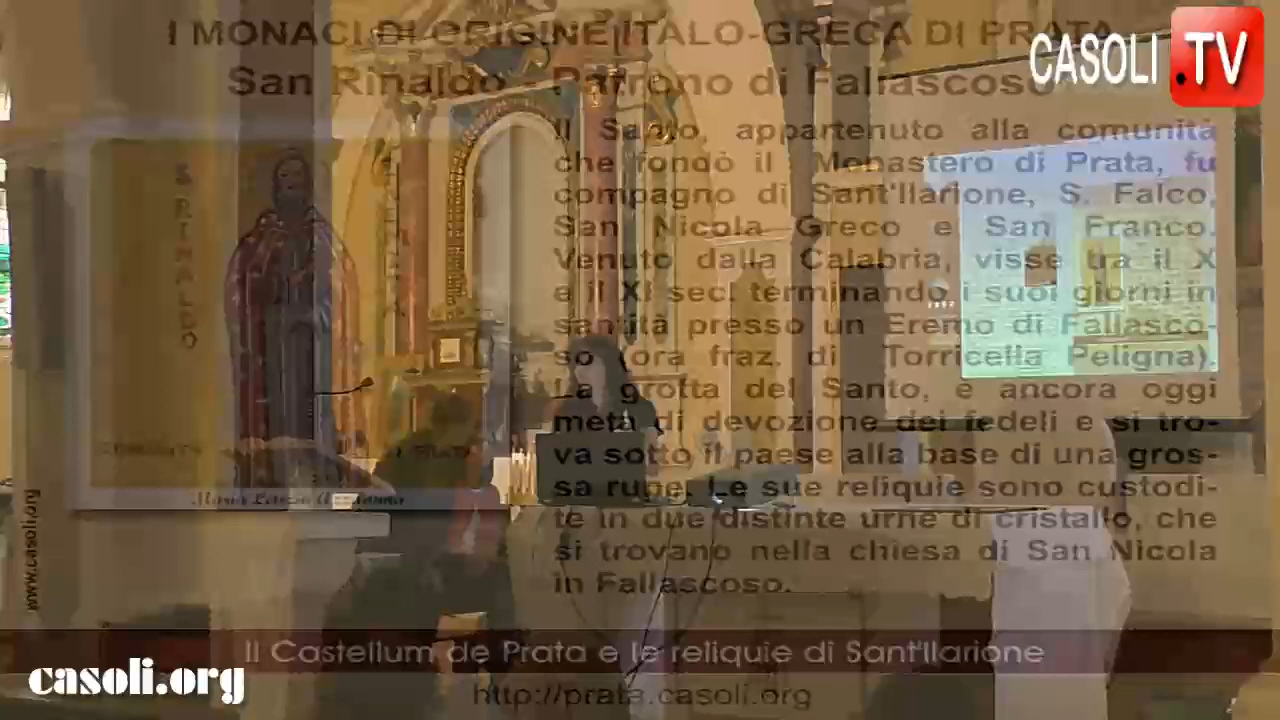 I MONACI DI ORIGINE ITALO-GRECA DI PRATA
San Rinaldo - Patrono di Fallascoso
CASOLI .TV
Il Santo, appartenuto alla comunità
che fondò il Monastero di Prata, fu
compagno di Sant'Ilarione, S. Falco,
San Nicola Greco e San Franco.
Venuto dalla Calabria, visse tra il X
e il XI sec. terminando i suoi giorni in
santità presso un Eremo di Fallasco-
so (ora fraz. di Torricella Peligna).
La grotta del Santo, è ancora oggi
meta di devozione dei fedeli e si tro-
va sotto il paese alla base di una gros-
sa rupe. Le sue reliquie sono custodi-
te in due distinte urne di cristallo, che
si trovano nella chiesa di San Nicola
in Fallascoso.
S. RINALDO
www.casoli.org
Il Castellum de Prata e le reliquie di Sant'Ilarione
casoli.org
http://prata.casoli.org